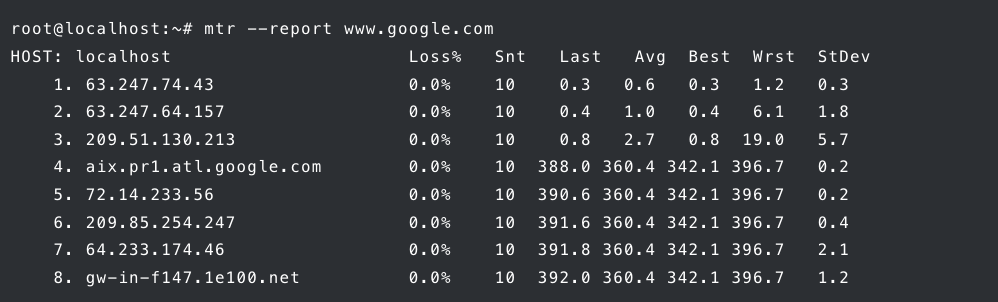 root@localhost:~# mtr --report www.google.com
HOST: localhost Loss% Snt Last Avg Best Wrst StDev
1. 63.247.74.43 0.0% 10 0.3 0.6 0.3 1.2 0.3
2. 63.247.64.157 0.0% 10 0.4 1.0 0.4 6.1 1.8
3. 209.51.130.213 0.0% 10 0.8 2.7 0.8 19.0 5.7
4. aix.pr1.atl.google.com 0.0% 10 388.0 360.4 342.1 396.7 0.2
5. 72.14.233.56 0.0% 10 390.6 360.4 342.1 396.7 0.2
6. 209.85.254.247 0.0% 10 391.6 360.4 342.1 396.7 0.4
7. 64.233.174.46 0.0% 10 391.8 360.4 342.1 396.7 2.1
8. gw-in-f147.1e100.net 0.0% 10 392.0 360.4 342.1 396.7 1.2